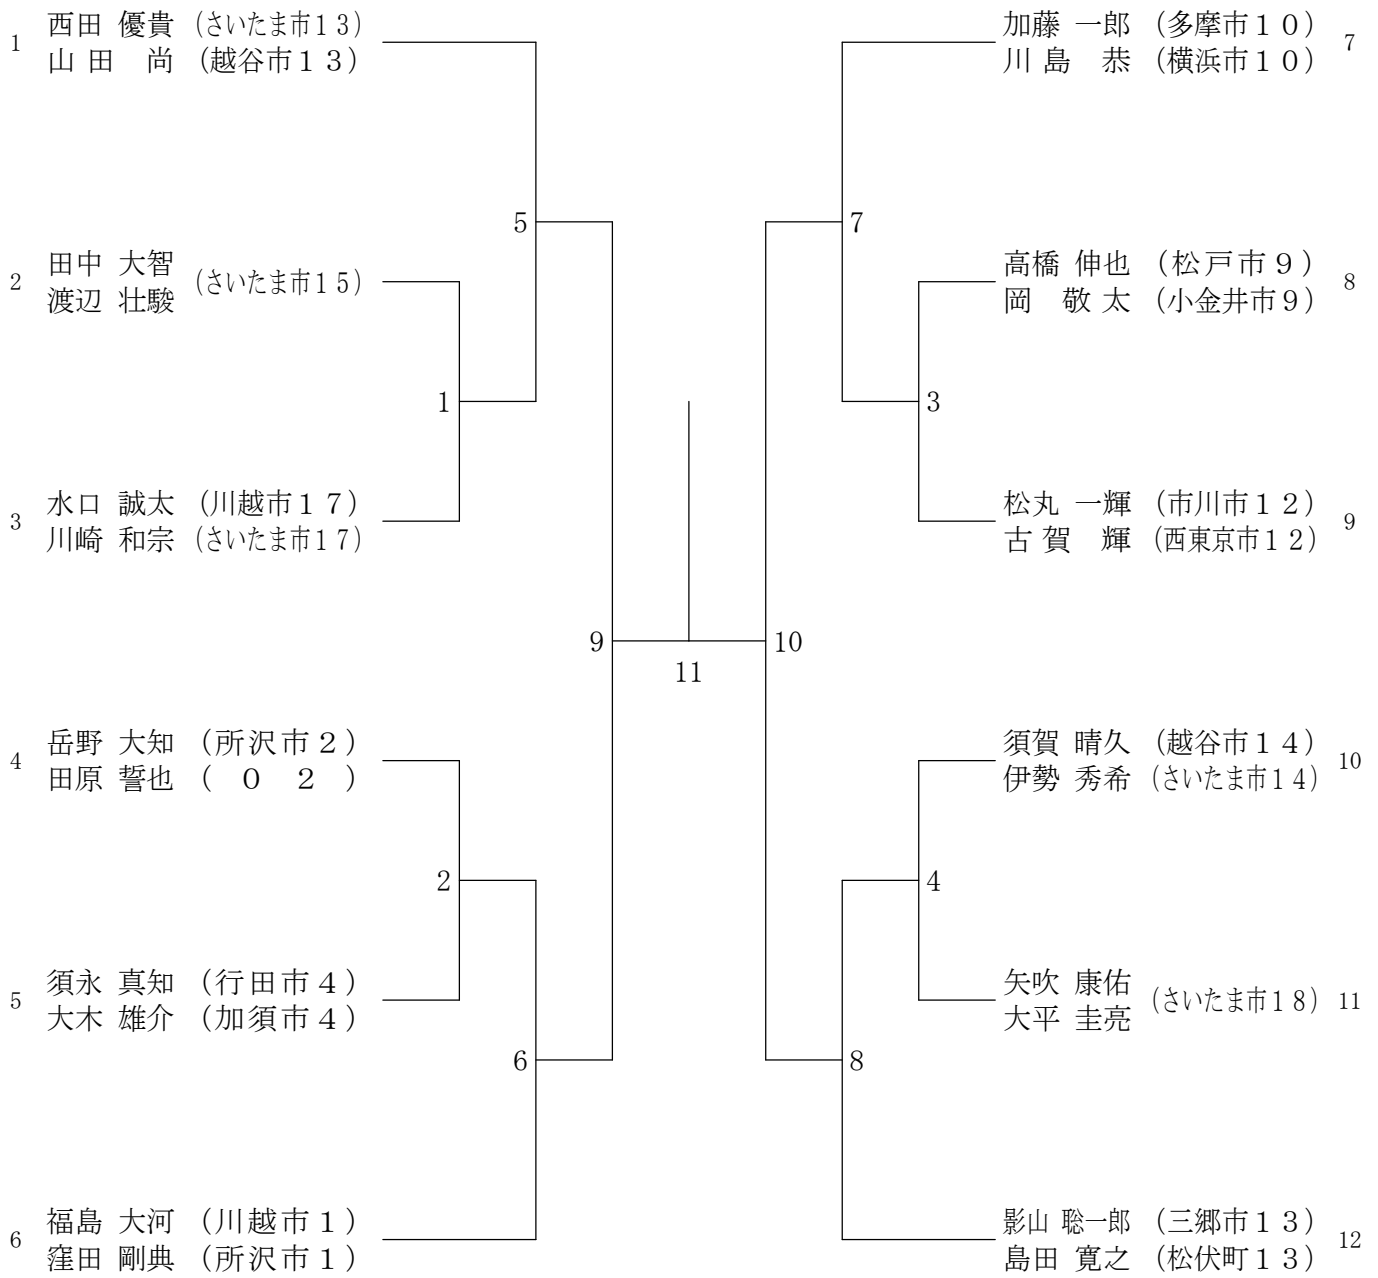 1 西田 優貴 (さいたま市13)
山田 尚 (越谷市13)
2 田中 大智 (さいたま市15)
渡辺 壮駿
3 水口 誠太 (川越市17)
川崎 和宗 (さいたま市17)
4 岳野 大知 (所沢市2)
田原 誓也 ( 0 2 )
5 須永 真知 (行田市4)
大木 雄介 (加須市4)
6 福島 大河 (川越市1)
窪田 剛典 (所沢市1)
5
1
9
2
6
11
7
3
10
4
8
加藤 一郎 (多摩市10) 7
川島 恭 (横浜市10)
高橋 伸也 (松戸市9) 8
岡 敬太 (小金井市9)
松丸 一輝 (市川市12) 9
古賀 輝 (西東京市12)
須賀 晴久 (越谷市14) 10
伊勢 秀希 (さいたま市14)
矢吹 康佑 (さいたま市18) 11
大平 圭亮
影山 聡一郎 (三郷市13) 12
島田 寛之 (松伏町13)